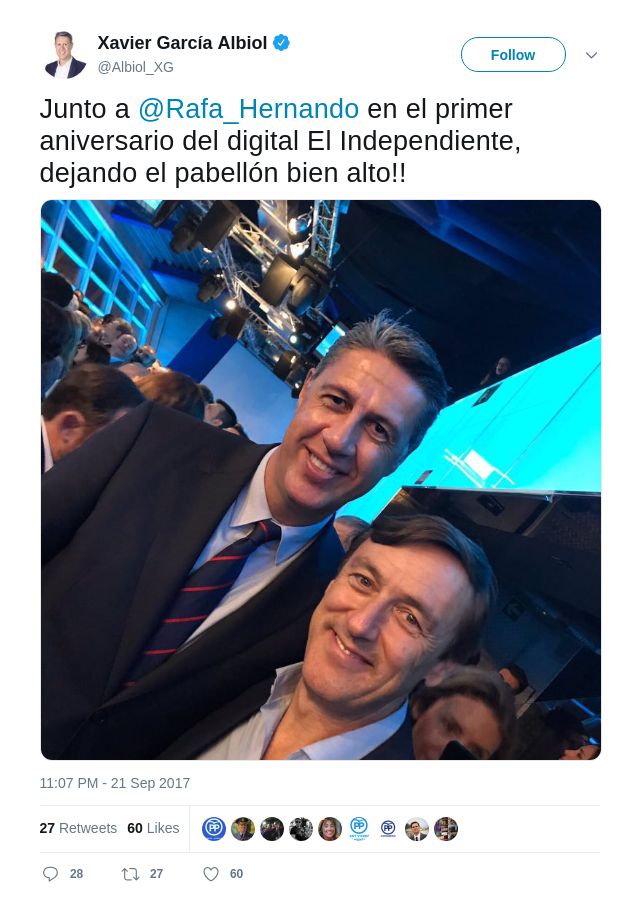 Xavier García Albiol
@Albiol_XG
Follow
Junto a @Rafa_Hernando en el primer
aniversario del digital El Independiente,
dejando el pabellón bien alto!!
11:07 PM - 21 Sep 2017
27 Retweets 60 Likes
28 27 60